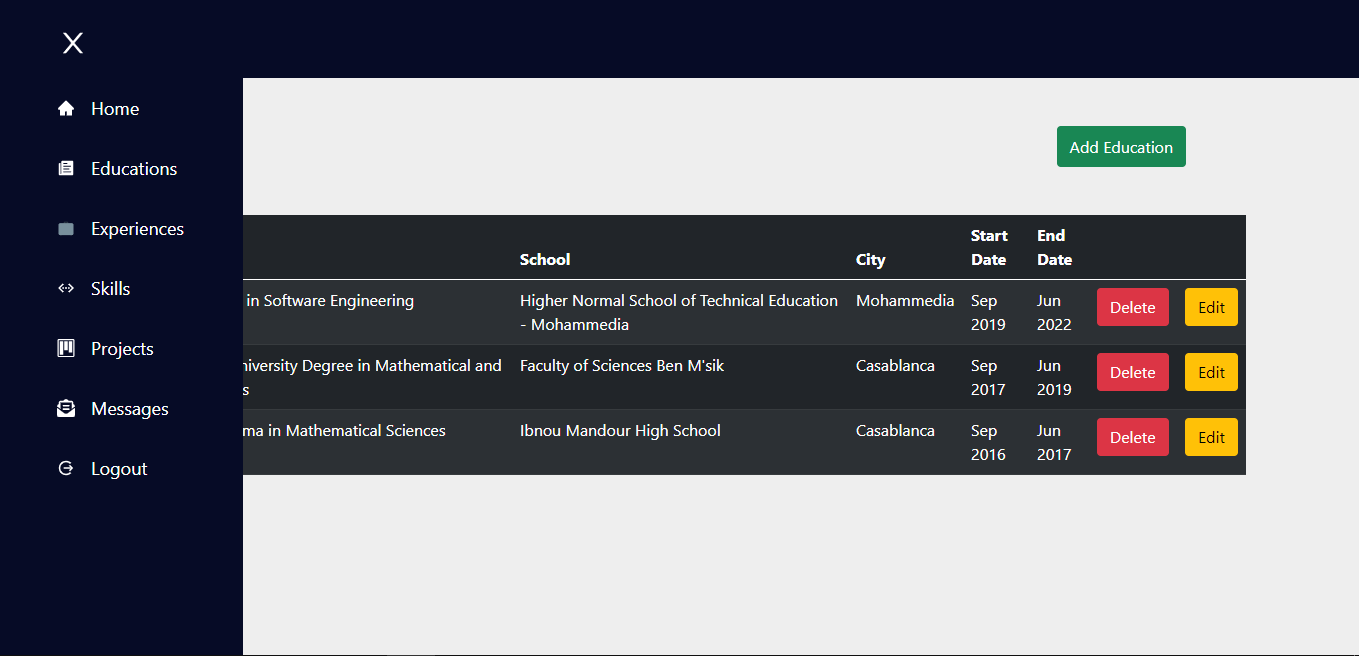 X
Home
Educations
Experiences
Skills
Projects
Messages
Logout
Add Education
School City Start Date End Date
in Software Engineering Higher Normal School of Technical Education - Mohammedia Mohammedia Sep 2019 Jun 2022 Delete Edit
Degree in Mathematical and Faculty of Sciences Ben M'sik Casablanca Sep 2017 Jun 2019 Delete Edit
in Mathematical Sciences Ibnou Mandour High School Casablanca Sep 2016 Jun 2017 Delete Edit